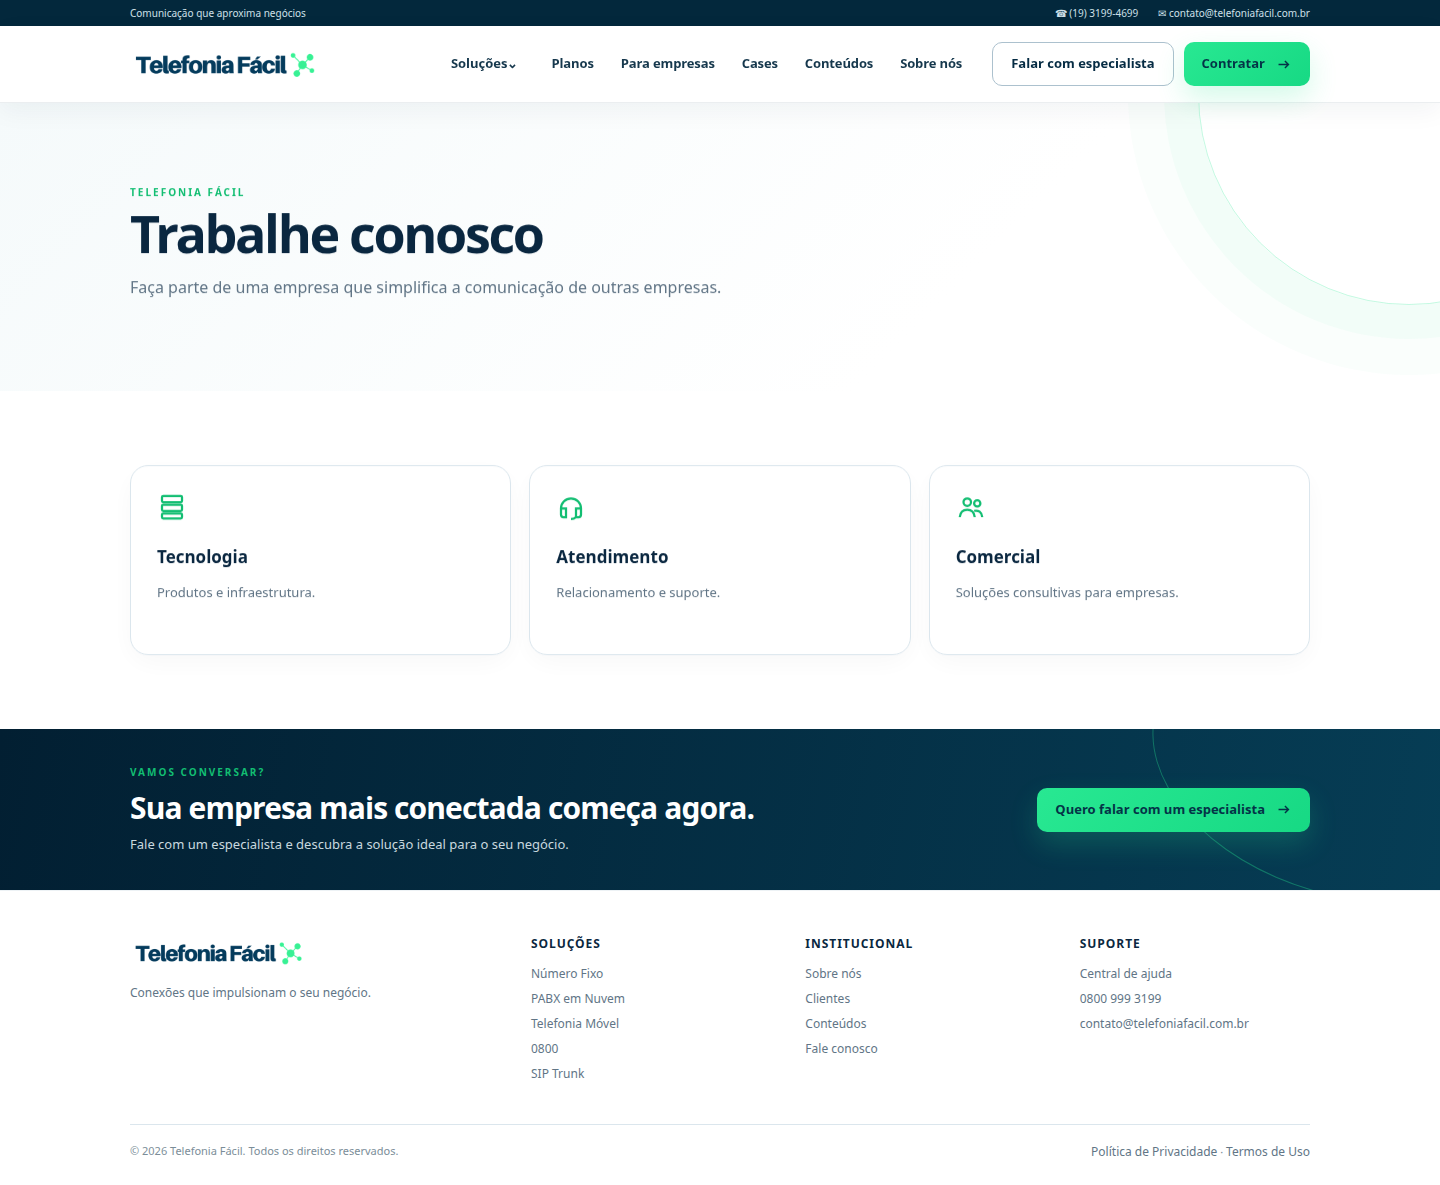 Comunicação que aproxima negócios
☎ (19) 3199-4699
✉ contato@telefoniafacil.com.br
Telefonia Fácil
Soluções
Planos
Para empresas
Cases
Conteúdos
Sobre nós
Falar com especialista
Contratar →
TELEFONIA FÁCIL
Trabalhe conosco
Faça parte de uma empresa que simplifica a comunicação de outras empresas.
Tecnologia
Produtos e infraestrutura.
Atendimento
Relacionamento e suporte.
Comercial
Soluções consultivas para empresas.
VAMOS CONVERSAR?
Sua empresa mais conectada começa agora.
Fale com um especialista e descubra a solução ideal para o seu negócio.
Quero falar com um especialista →
Telefonia Fácil
Conexões que impulsionam o seu negócio.
SOLUÇÕES
Número Fixo
PABX em Nuvem
Telefonia Móvel
0800
SIP Trunk
INSTITUCIONAL
Sobre nós
Clientes
Conteúdos
Fale conosco
SUPORTE
Central de ajuda
0800 999 3199
contato@telefoniafacil.com.br
© 2026 Telefonia Fácil. Todos os direitos reservados.
Política de Privacidade · Termos de Uso